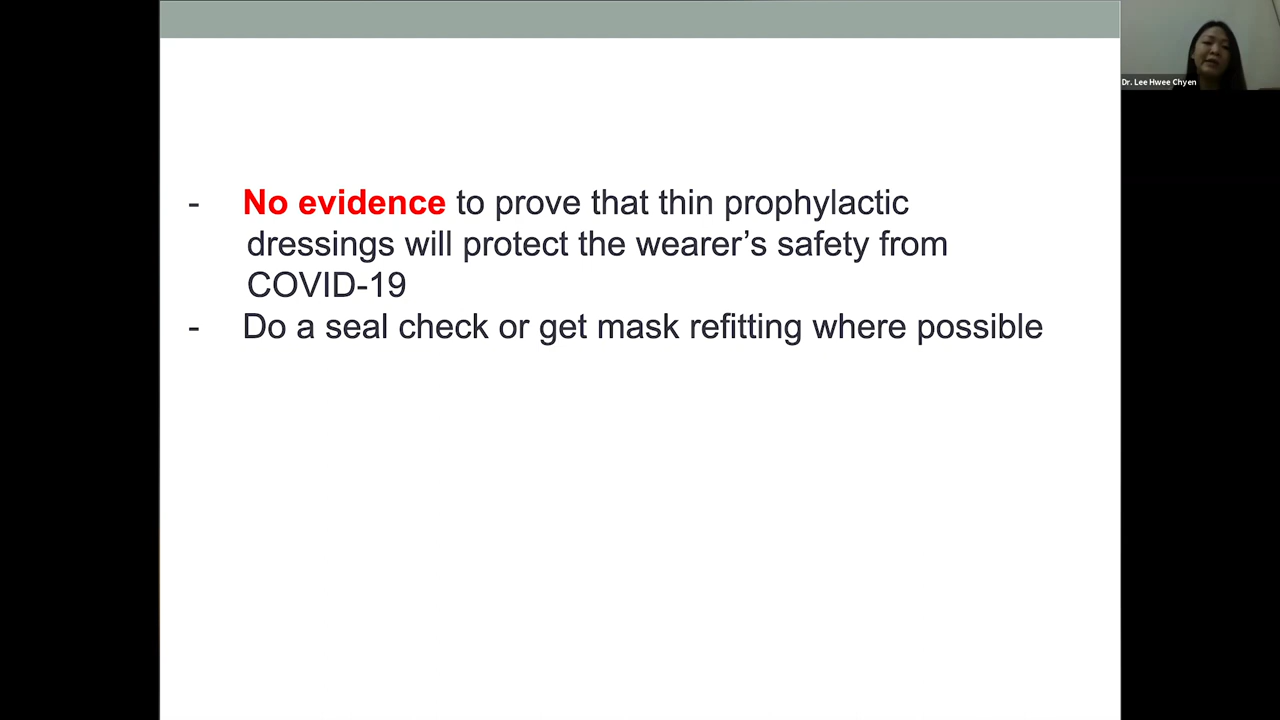 Dr. Lee Hwee Chyen
- No evidence to prove that thin prophylactic
dressings will protect the wearer’s safety from
COVID-19
- Do a seal check or get mask refitting where possible